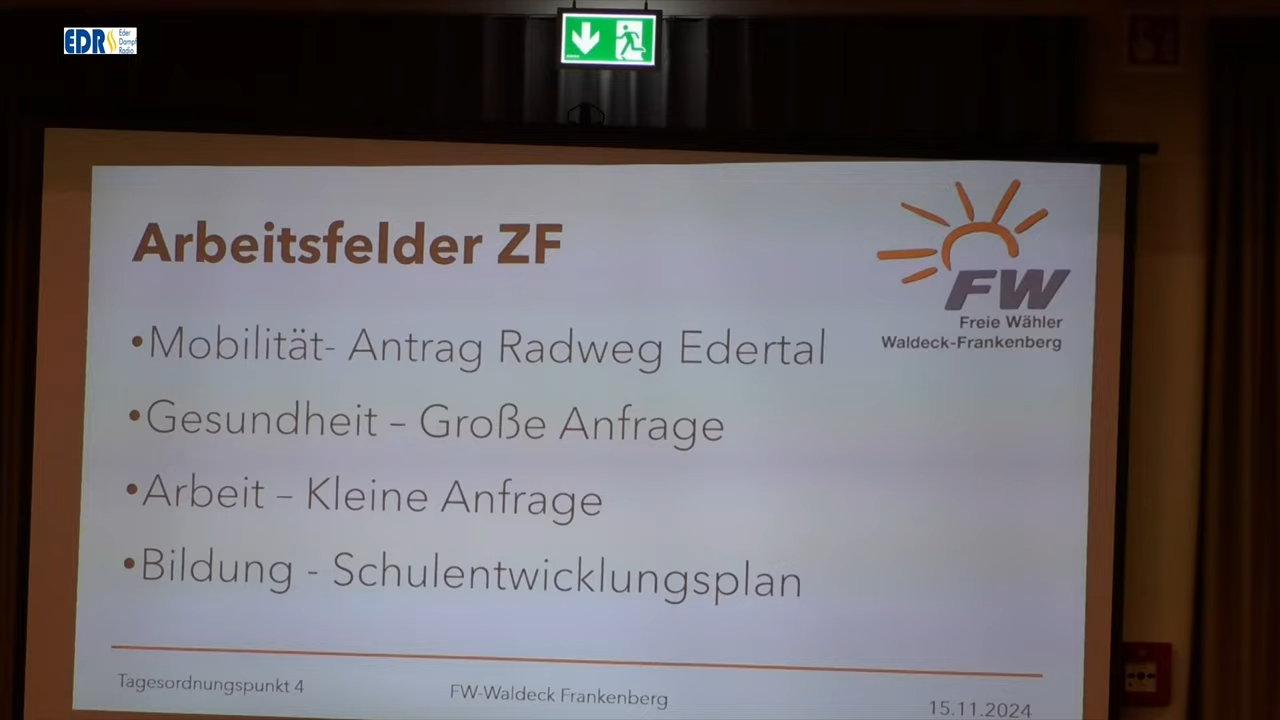 EDR Eder
Dampf
Radio
Arbeitsfelder ZF
FW
Freie Wähler
Waldeck-Frankenberg
•Mobilität- Antrag Radweg Edertal
•Gesundheit – Große Anfrage
•Arbeit – Kleine Anfrage
•Bildung - Schulentwicklungsplan
Tagesordnungspunkt 4
FW-Waldeck Frankenberg
15.11.2024